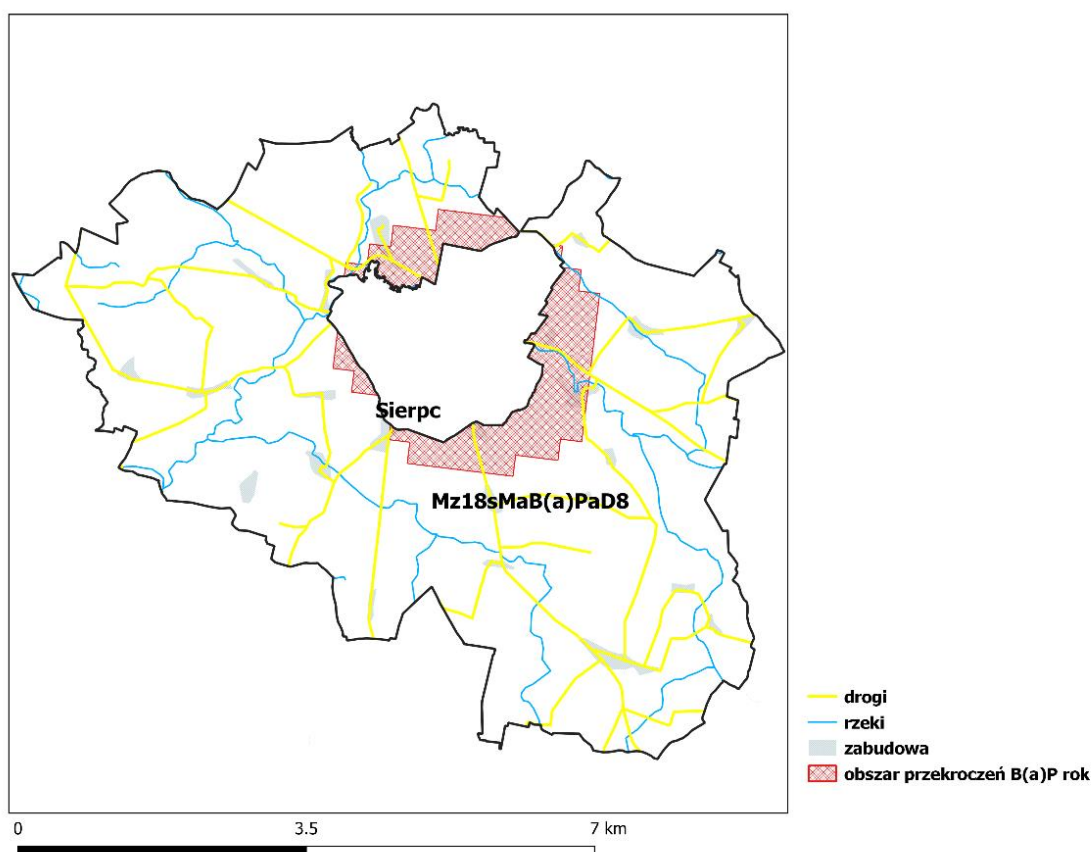 Sierpc
Mz18sMaB(a)PaD8
drogi
rzeki
zabudowa
obszar przekroczeń B(a)P rok
0 3.5 7 km